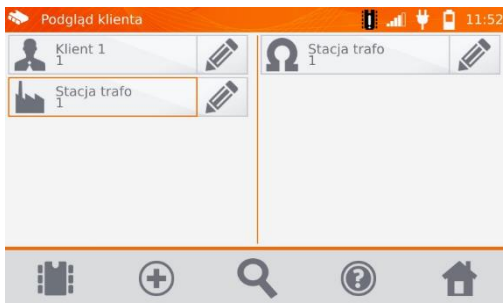 Podgląd klienta
11:52
Klient 1
1
Stacja trafo
1
Stacja trafo
1